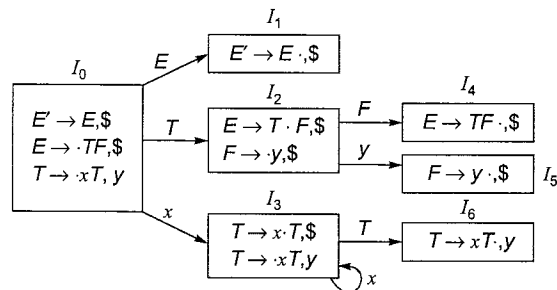 I₀
E′ → E,$
E → ·TF,$
T → ·xT, y
E
I₁
E′ → E ·,$
T
I₂
E → T · F,$
F → ·y,$
F
I₄
E → TF ·,$
y
F → y ·,$
I₅
x
I₃
T → x · T,$
T → ·xT,y
x
T
I₆
T → xT·, y